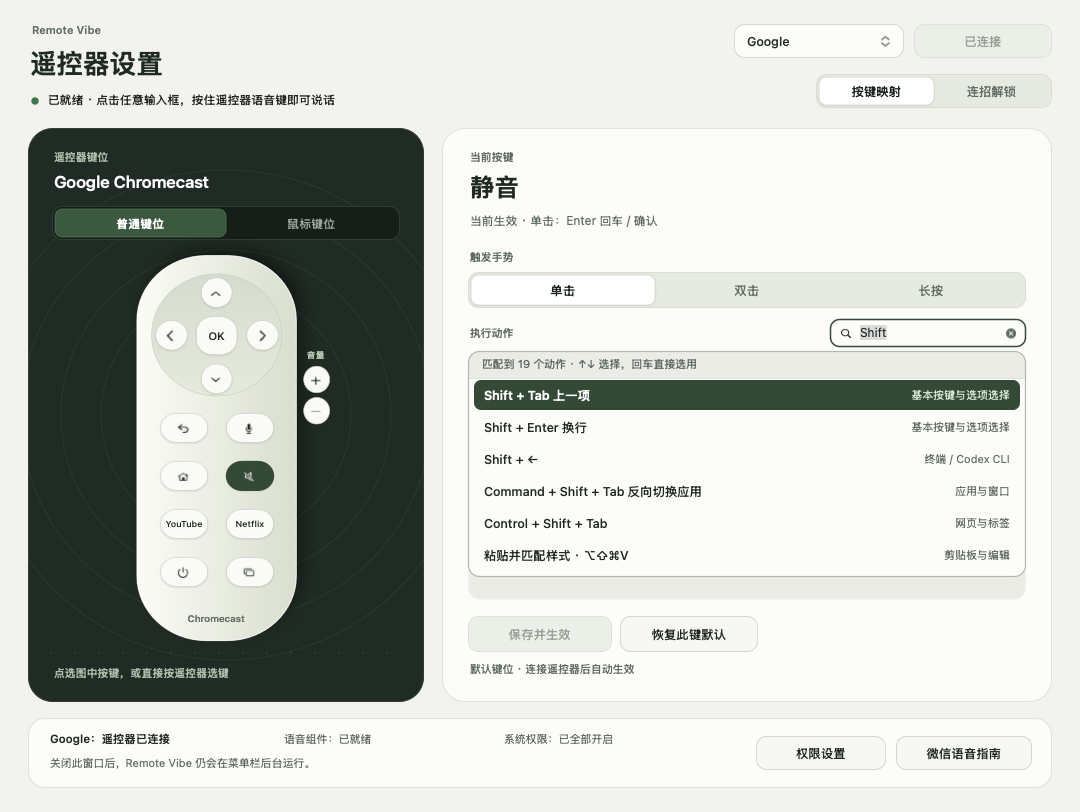 Remote Vibe
遥控器设置
已就绪 · 点击任意输入框，按住遥控器语音键即可说话
Google
已连接
按键映射
连招解锁
遥控器键位
Google Chromecast
普通键位
鼠标键位
OK
音量
YouTube
Netflix
Chromecast
点选图中按键，或直接按遥控器选键
当前按键
静音
当前生效 · 单击：Enter 回车 / 确认
触发手势
单击
双击
长按
执行动作
Shift
匹配到 19 个动作 · ↑↓ 选择，回车直接选用
Shift + Tab 上一项 基本按键与选项选择
Shift + Enter 换行 基本按键与选项选择
Shift + ← 终端 / Codex CLI
Command + Shift + Tab 反向切换应用 应用与窗口
Control + Shift + Tab 网页与标签
粘贴并匹配样式 · ⌥⇧⌘V 剪贴板与编辑
保存并生效
恢复此键默认
默认键位 · 连接遥控器后自动生效
Google：遥控器已连接
语音组件：已就绪
系统权限：已全部开启
关闭此窗口后，Remote Vibe 仍会在菜单栏后台运行。
权限设置
微信语音指南